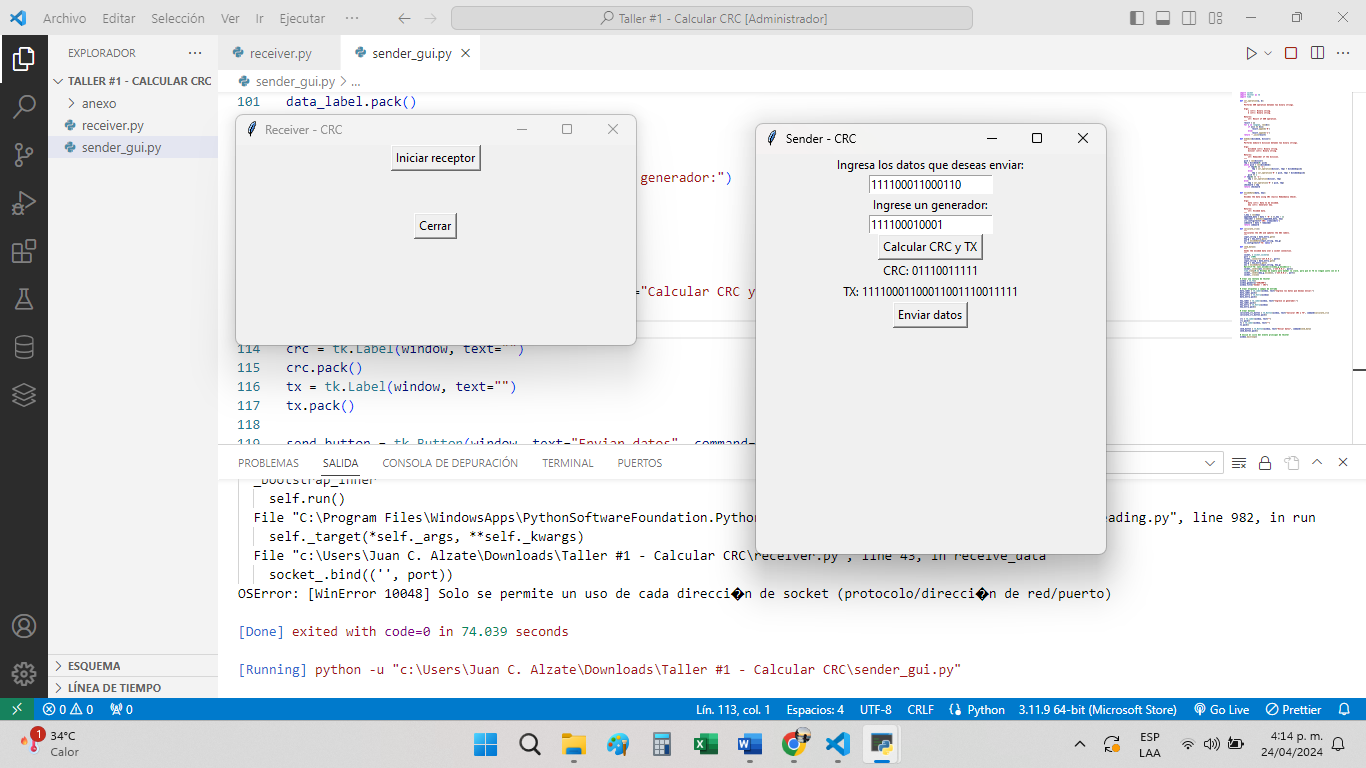 Archivo Editar Selección Ver Ir Ejecutar ··· Taller #1 - Calcular CRC [Administrador]
EXPLORADOR ···
TALLER #1 - CALCULAR CRC
anexo
receiver.py
sender_gui.py
ESQUEMA
LÍNEA DE TIEMPO
receiver.py sender_gui.py
sender_gui.py > ...
101 data_label.pack()
generador:")
="Calcular CRC y
114 crc = tk.Label(window, text="")
115 crc.pack()
116 tx = tk.Label(window, text="")
117 tx.pack()
118
119 send_button = tk.Button(window, text="Enviar datos", command=
Receiver - CRC
Iniciar receptor
Cerrar
Sender - CRC
Ingresa los datos que deseas enviar:
111100011000110
Ingrese un generador:
111100010001
Calcular CRC y TX
CRC: 01110011111
TX: 11110001100011001110011111
Enviar datos
PROBLEMAS SALIDA CONSOLA DE DEPURACIÓN TERMINAL PUERTOS
_bootstrap_inner
self.run()
File "C:\Program Files\WindowsApps\PythonSoftwareFoundation.Python eading.py", line 982, in run
self._target(*self._args, **self._kwargs)
File "c:\Users\Juan C. Alzate\Downloads\Taller #1 - Calcular CRC\receiver.py", line 43, in receive_data
socket_.bind(('', port))
OSError: [WinError 10048] Solo se permite un uso de cada direcci�n de socket (protocolo/direcci�n de red/puerto)
[Done] exited with code=0 in 74.039 seconds
[Running] python -u "c:\Users\Juan C. Alzate\Downloads\Taller #1 - Calcular CRC\sender_gui.py"
0 0 0 Lín. 113, col. 1 Espacios: 4 UTF-8 CRLF Python 3.11.9 64-bit (Microsoft Store) Go Live Prettier
1 34°C
Calor
ESP
LAA
4:14 p. m.
24/04/2024